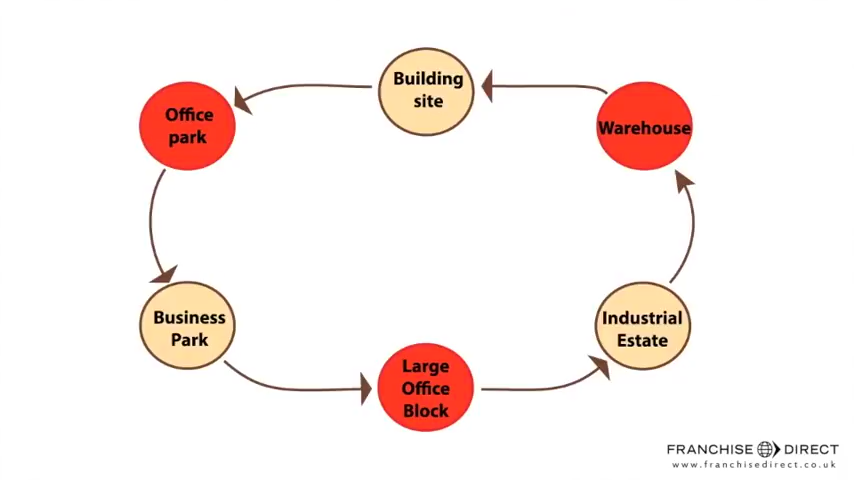 Building
site
Office
park
Warehouse
Business
Park
Industrial
Estate
Large
Office
Block
FRANCHISE DIRECT
www.franchisedirect.co.uk